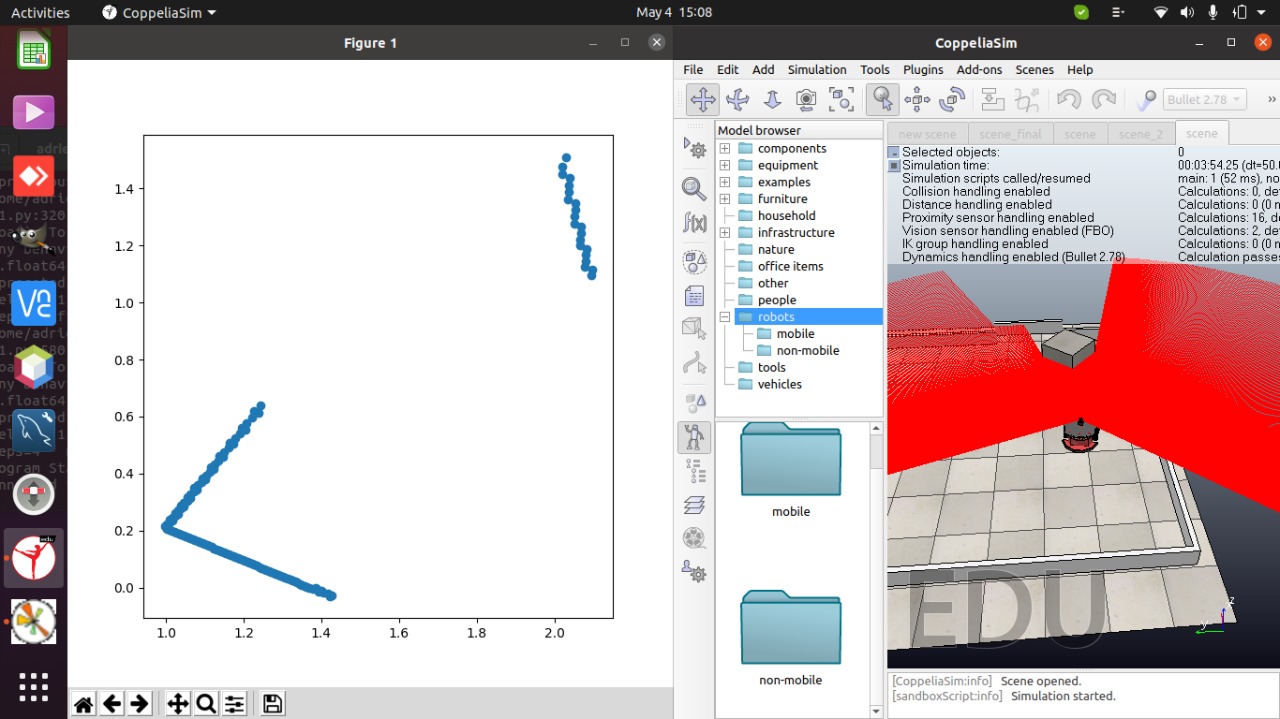 Activities
CoppeliaSim
May 4 15:08
Figure 1
1.4
1.2
1.0
0.8
0.6
0.4
0.2
0.0
1.0 1.2 1.4 1.6 1.8 2.0
CoppeliaSim
File Edit Add Simulation Tools Plugins Add-ons Scenes Help
Bullet 2.78
»
Model browser
components
equipment
examples
furniture
household
infrastructure
nature
office items
other
people
robots
mobile
non-mobile
tools
vehicles
mobile
non-mobile
new scene scene_final scene scene_2 scene
Selected objects: 0
Simulation time: 00:03:54.25 (dt=50.0
Simulation scripts called/resumed main: 1 (52 ms), no
Collision handling enabled Calculations: 0,
Distance handling enabled Calculations: 0 (0 m
Proximity sensor handling enabled Calculations: 16, de
Vision sensor handling enabled (FBO) Calculations: 2, de
IK group handling enabled Calculations: 0 (0 m
Dynamics handling enabled (Bullet 2.78) Calculation passes
EDU
z
y
[CoppeliaSim:info] Scene opened.
[sandboxScript:info] Simulation started.
f(x)
VE
edu